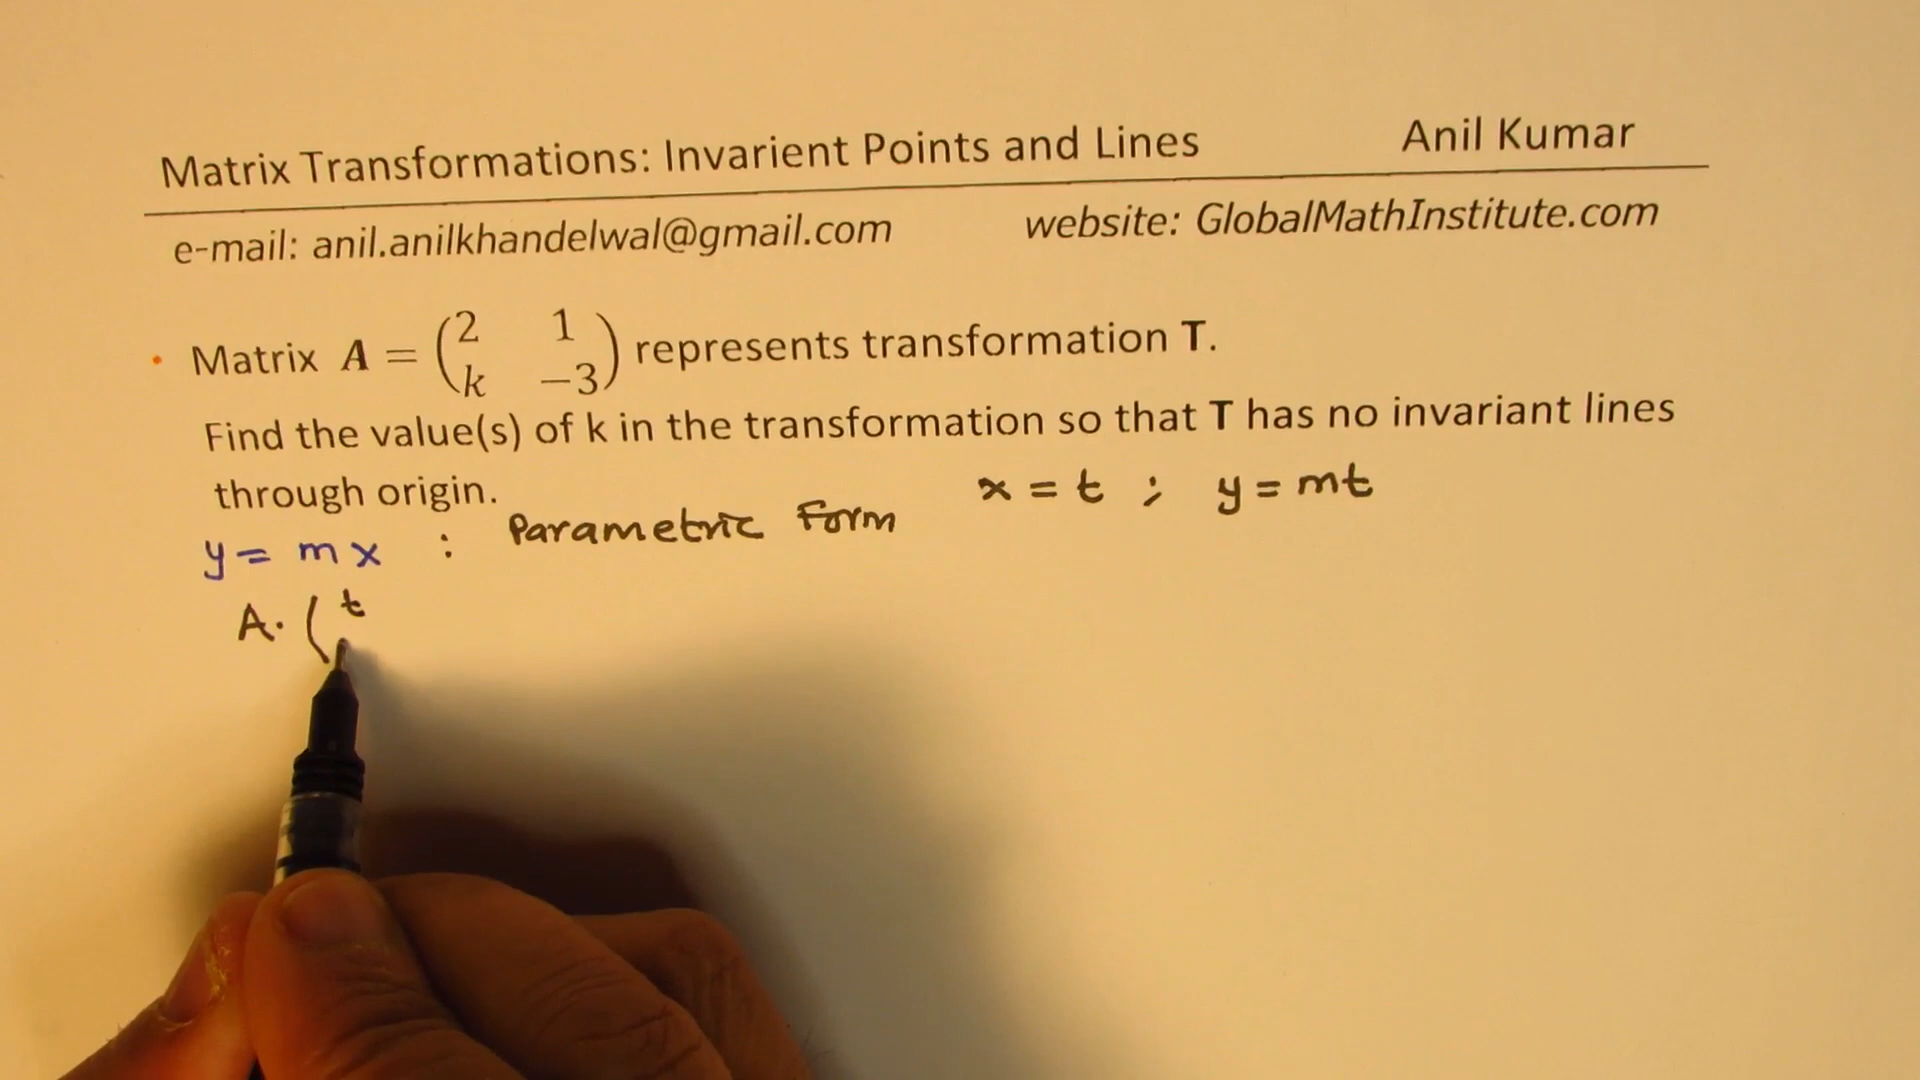 Matrix Transformations: Invarient Points and Lines Anil Kumar
e-mail: anil.anilkhandelwal@gmail.com website: GlobalMathInstitute.com
• Matrix A = (2 1
k −3) represents transformation T.
Find the value(s) of k in the transformation so that T has no invariant lines
through origin.
x = t ; y = mt
y = mx : Parametric Form
A. ( t